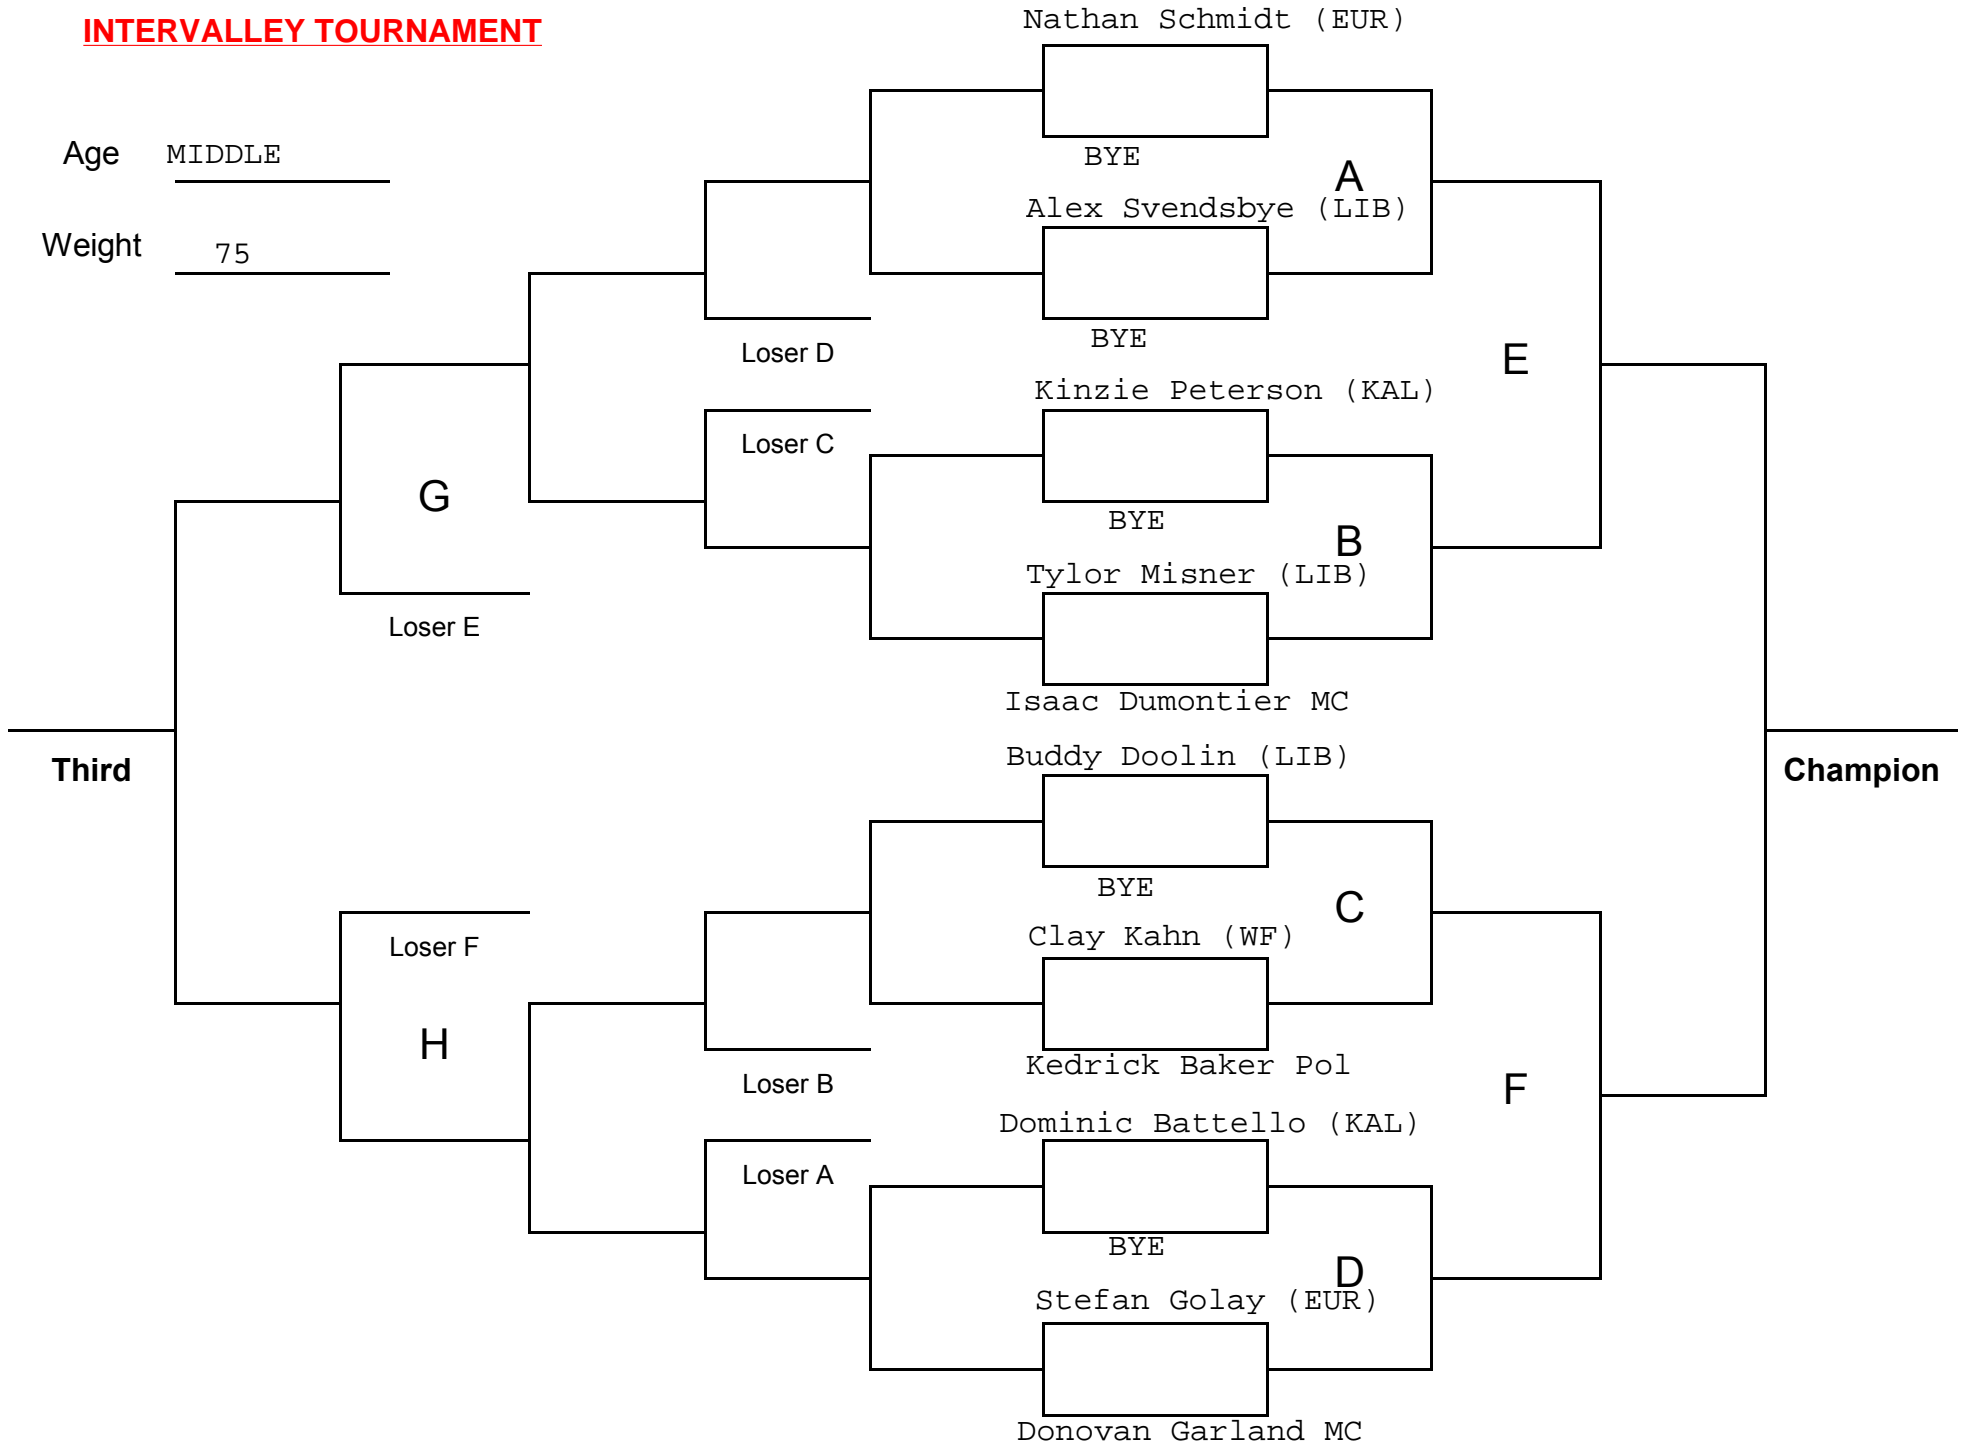 INTERVALLEY TOURNAMENT
Nathan Schmidt (EUR)
Age MIDDLE
BYE
A
Alex Svendsbye (LIB)
Weight 75
BYE
Loser D
E
Kinzie Peterson (KAL)
Loser C
G
BYE
B
Tylor Misner (LIB)
Loser E
Isaac Dumontier MC
Buddy Doolin (LIB)
Third
Champion
BYE
C
Clay Kahn (WF)
Loser F
H
Kedrick Baker Pol
Loser B
F
Dominic Battello (KAL)
Loser A
BYE
D
Stefan Golay (EUR)
Donovan Garland MC